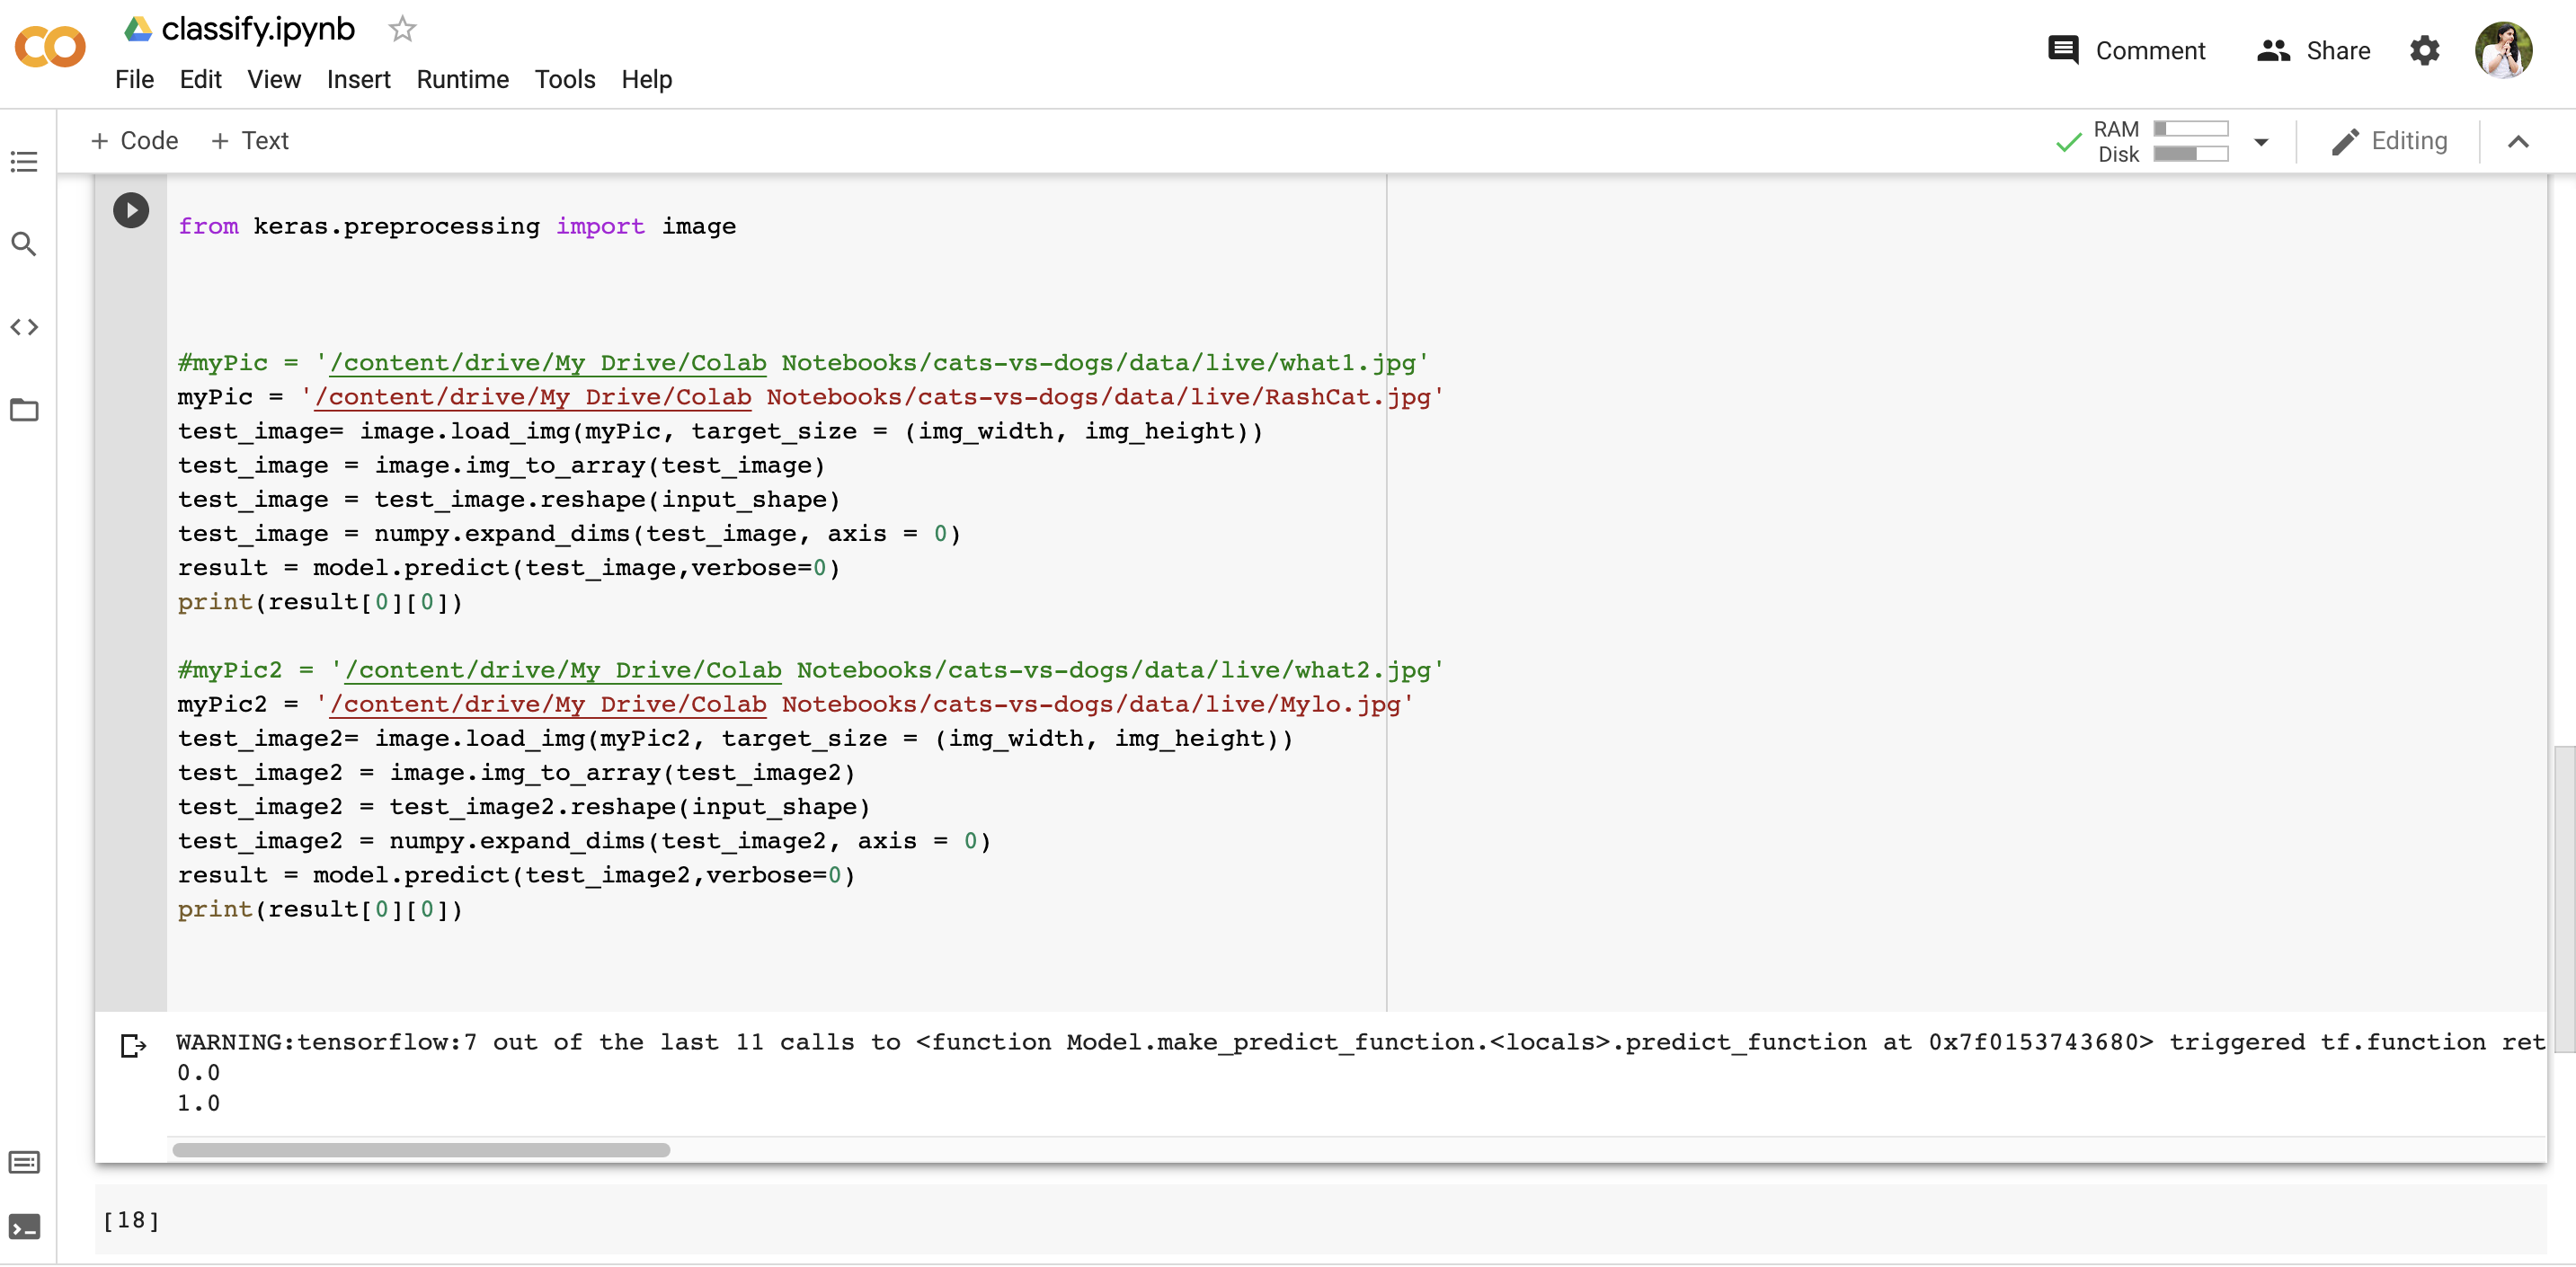 classify.ipynb
File Edit View Insert Runtime Tools Help
Comment Share
+ Code + Text
RAM
Disk
Editing
from keras.preprocessing import image
#myPic = '/content/drive/My Drive/Colab Notebooks/cats-vs-dogs/data/live/what1.jpg'
myPic = '/content/drive/My Drive/Colab Notebooks/cats-vs-dogs/data/live/RashCat.jpg'
test_image= image.load_img(myPic, target_size = (img_width, img_height))
test_image = image.img_to_array(test_image)
test_image = test_image.reshape(input_shape)
test_image = numpy.expand_dims(test_image, axis = 0)
result = model.predict(test_image,verbose=0)
print(result[0][0])
#myPic2 = '/content/drive/My Drive/Colab Notebooks/cats-vs-dogs/data/live/what2.jpg'
myPic2 = '/content/drive/My Drive/Colab Notebooks/cats-vs-dogs/data/live/Mylo.jpg'
test_image2= image.load_img(myPic2, target_size = (img_width, img_height))
test_image2 = image.img_to_array(test_image2)
test_image2 = test_image2.reshape(input_shape)
test_image2 = numpy.expand_dims(test_image2, axis = 0)
result = model.predict(test_image2,verbose=0)
print(result[0][0])
WARNING:tensorflow:7 out of the last 11 calls to <function Model.make_predict_function.<locals>.predict_function at 0x7f0153743680> triggered tf.function ret
0.0
1.0
[18]